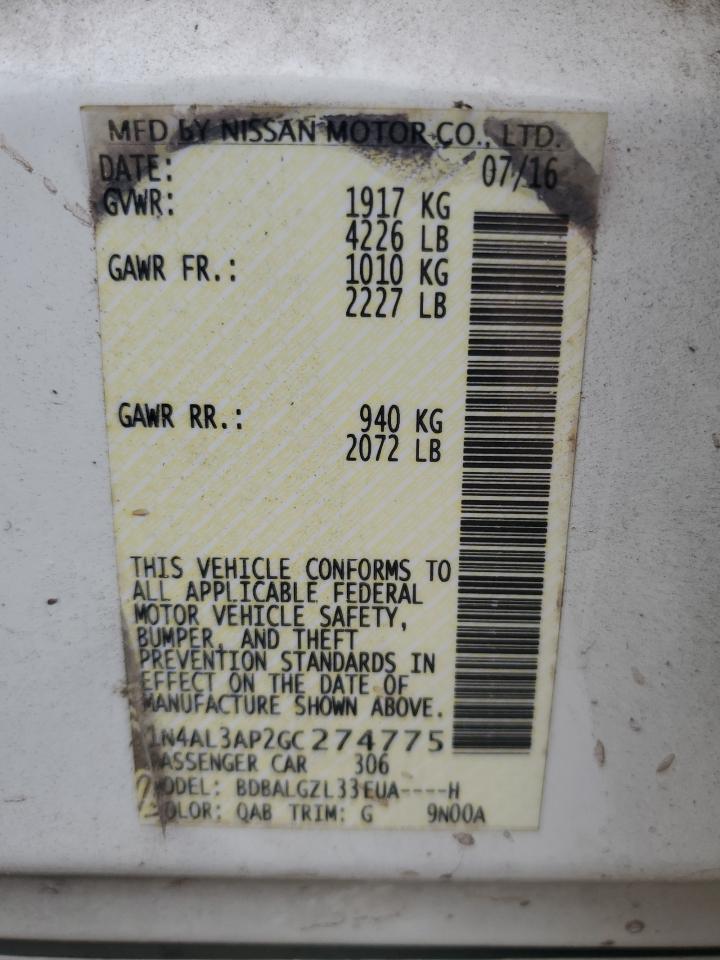 MFD by NISSAN MOTOR CO., LTD.
DATE: 07/16
GVWR: 1917 KG
4226 LB
GAWR FR.: 1010 KG
2227 LB
GAWR RR.: 940 KG
2072 LB
THIS VEHICLE CONFORMS TO
ALL APPLICABLE FEDERAL
MOTOR VEHICLE SAFETY,
BUMPER, AND THEFT
PREVENTION STANDARDS IN
EFFECT ON THE DATE OF
MANUFACTURE SHOWN ABOVE.
1N4AL3AP2GC274775
PASSENGER CAR 306
MODEL: BDBALGZL33EUA----H
COLOR: QAB TRIM: G 9N00A